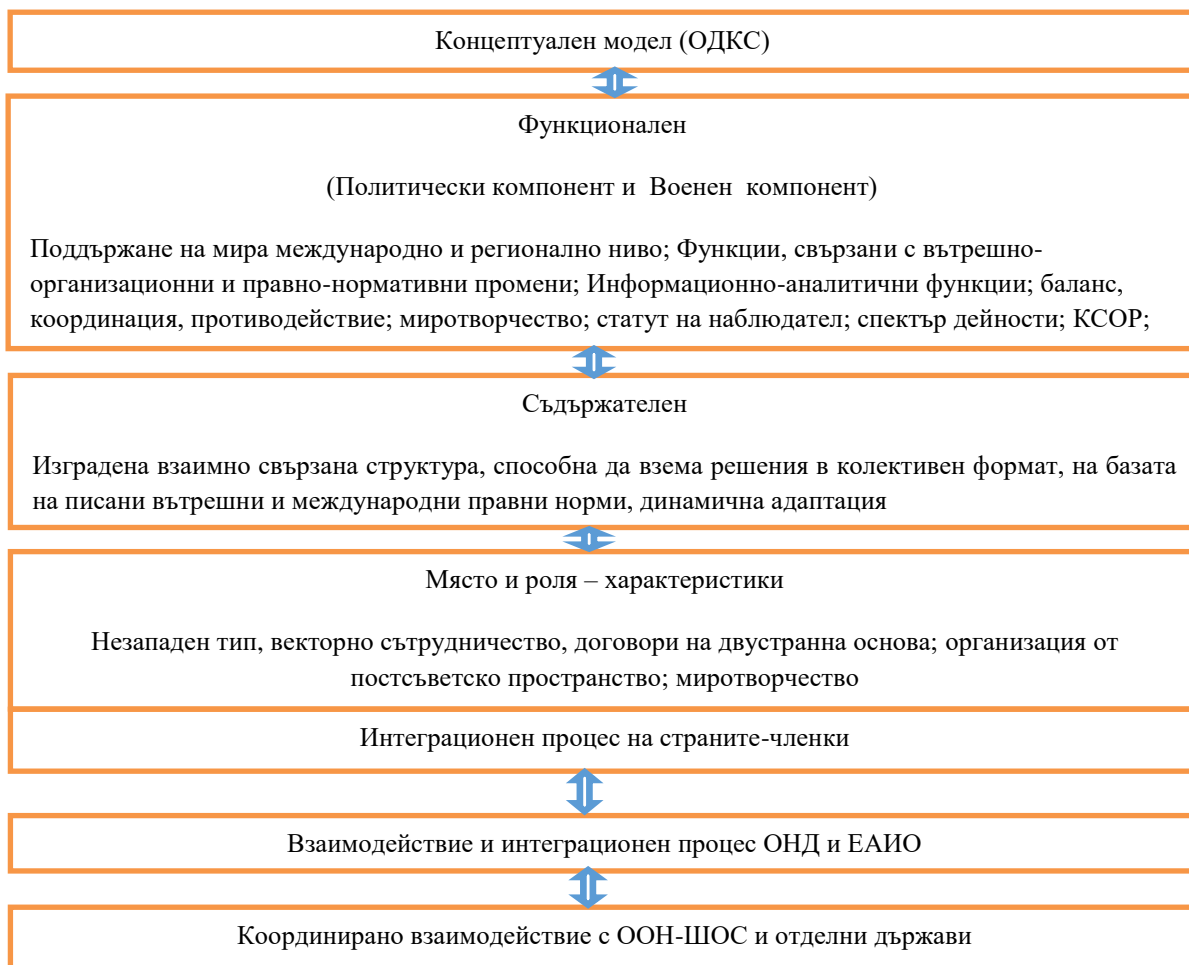 Концептуален модел (ОДКС)
Функционален
(Политически компонент и Военен компонент)
Поддържане на мира международно и регионално ниво; Функции, свързани с вътрешно-
организационни и правно-нормативни промени; Информационно-аналитични функции; баланс,
координация, противодействие; миротворчество; статут на наблюдател; спектър дейности; КСОР;
Съдържателен
Изградена взаимно свързана структура, способна да взема решения в колективен формат, на базата
на писани вътрешни и международни правни норми, динамична адаптация
Място и роля – характеристики
Незападен тип, векторно сътрудничество, договори на двустранна основа; организация от
постсъветско пространство; миротворчество
Интеграционен процес на страните-членки
Взаимодействие и интеграционен процес ОНД и ЕАИО
Координирано взаимодействие с ООН-ШОС и отделни държави